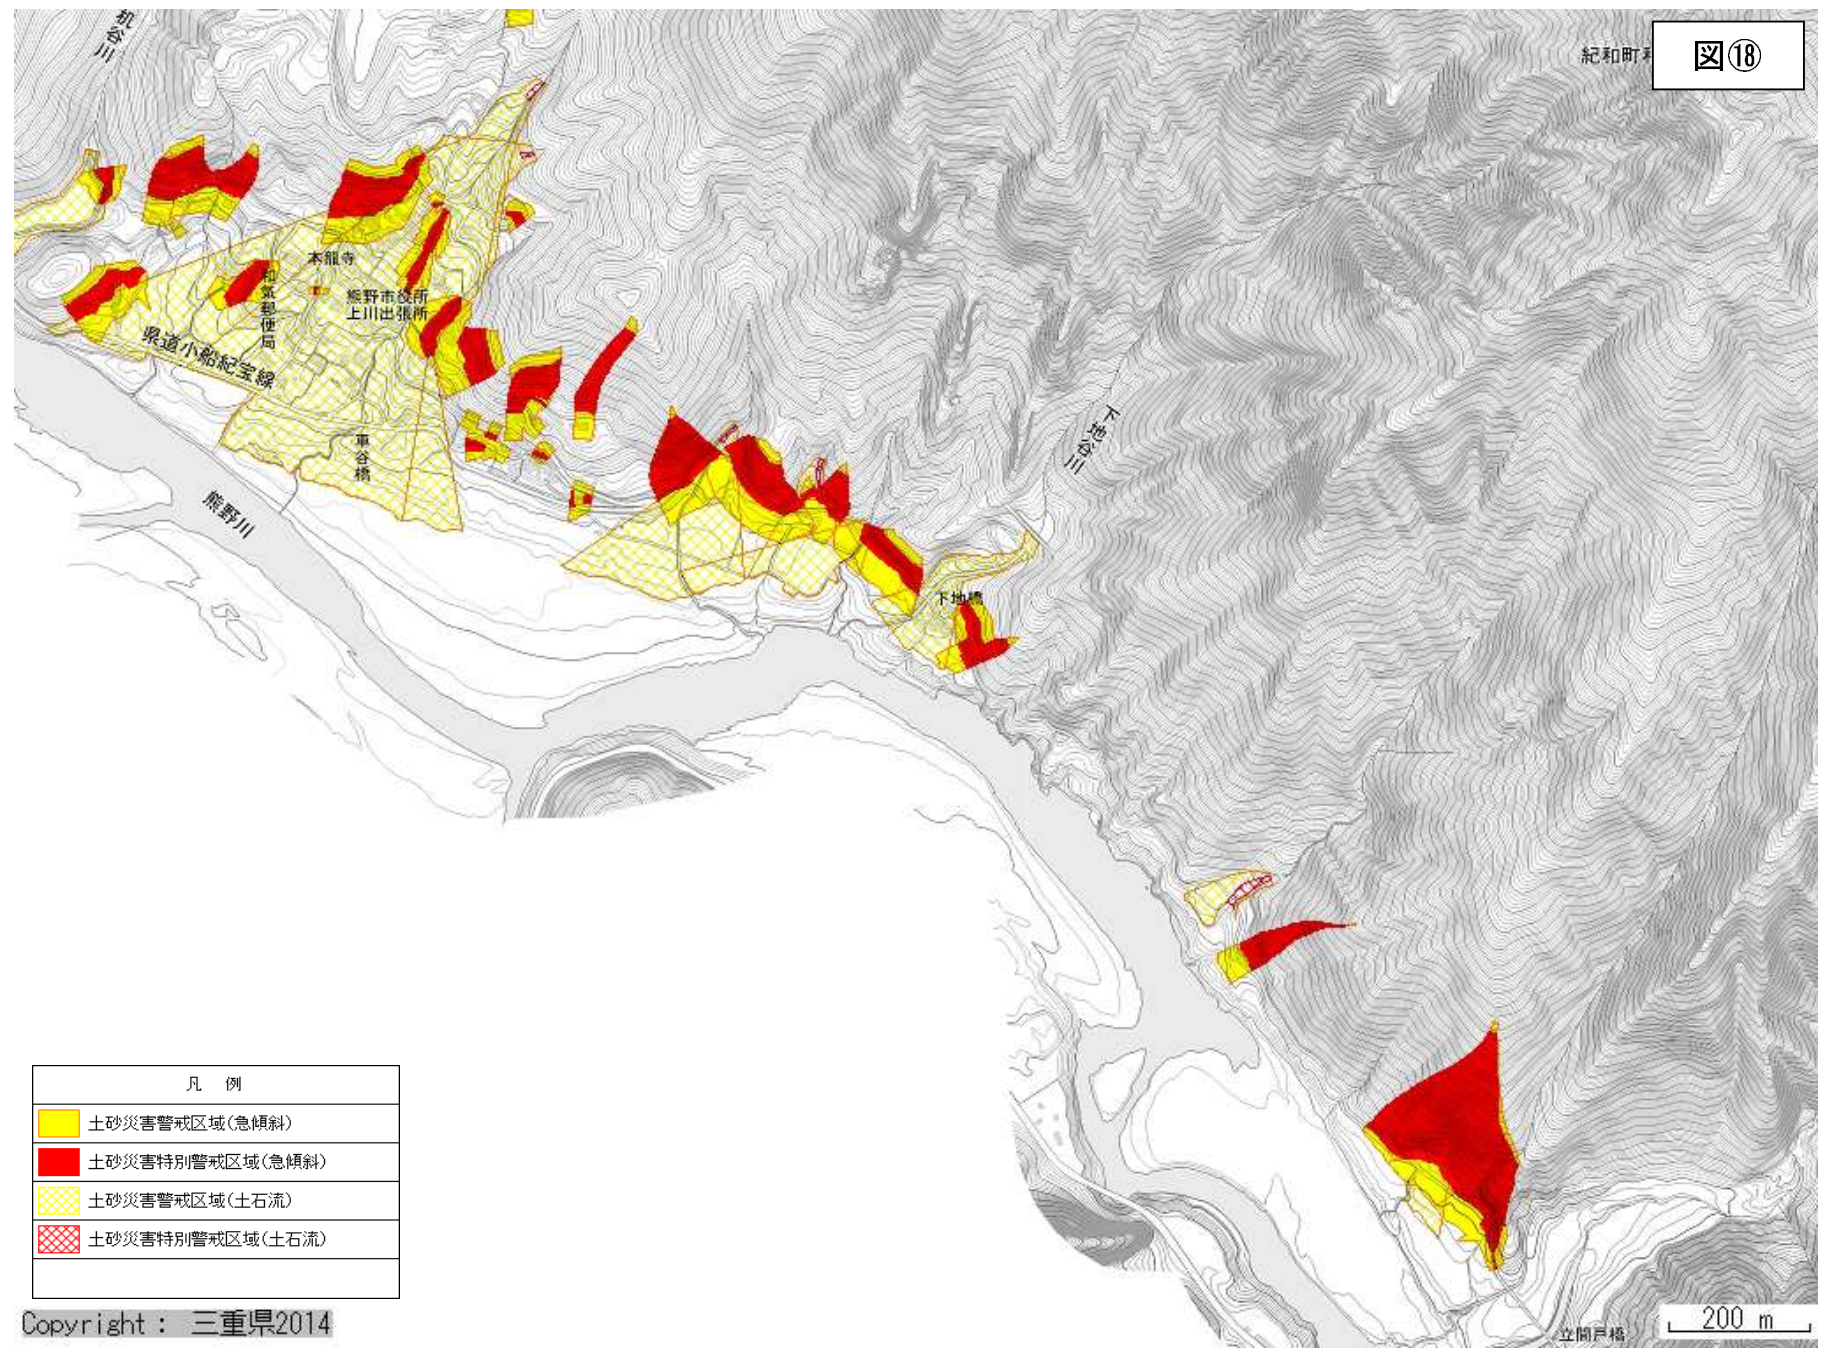 机谷川
紀和町和
図⑱
本龍寺
和気郵便局
熊野市役所
上川出張所
県道小船紀宝線
車谷橋
熊野川
下地谷川
下地橋
凡 例
土砂災害警戒区域(急傾斜)
土砂災害特別警戒区域(急傾斜)
土砂災害警戒区域(土石流)
土砂災害特別警戒区域(土石流)
Copyright : 三重県2014
立間戸橋
200 m